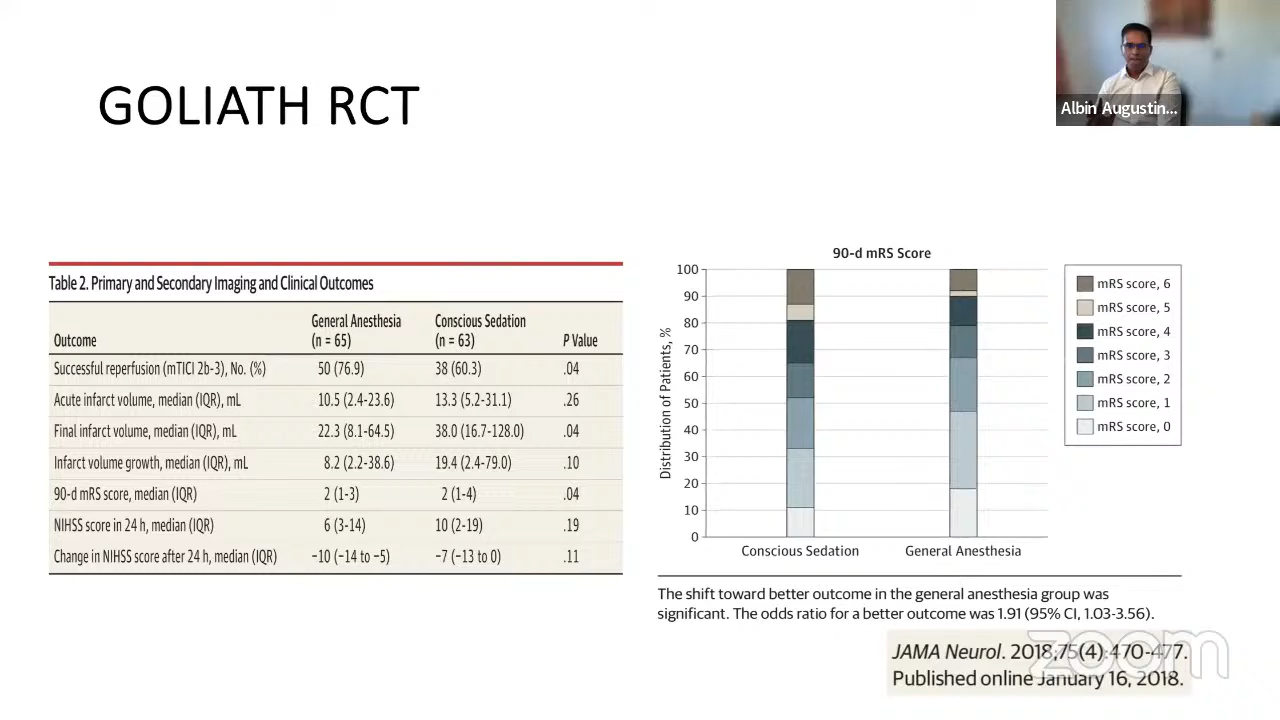 GOLIATH RCT
Albin Augustin...
Table 2. Primary and Secondary Imaging and Clinical Outcomes
Outcome General Anesthesia (n = 65) Conscious Sedation (n = 63) P Value
Successful reperfusion (mTICI 2b-3), No. (%) 50 (76.9) 38 (60.3) .04
Acute infarct volume, median (IQR), mL 10.5 (2.4-23.6) 13.3 (5.2-31.1) .26
Final infarct volume, median (IQR), mL 22.3 (8.1-64.5) 38.0 (16.7-128.0) .04
Infarct volume growth, median (IQR), mL 8.2 (2.2-38.6) 19.4 (2.4-79.0) .10
90-d mRS score, median (IQR) 2 (1-3) 2 (1-4) .04
NIHSS score in 24 h, median (IQR) 6 (3-14) 10 (2-19) .19
Change in NIHSS score after 24 h, median (IQR) −10 (−14 to −5) −7 (−13 to 0) .11
90-d mRS Score
Distribution of Patients, %
100
90
80
70
60
50
40
30
20
10
0
Conscious Sedation General Anesthesia
mRS score, 6
mRS score, 5
mRS score, 4
mRS score, 3
mRS score, 2
mRS score, 1
mRS score, 0
The shift toward better outcome in the general anesthesia group was
significant. The odds ratio for a better outcome was 1.91 (95% CI, 1.03-3.56).
JAMA Neurol. 2018;75(4):470-477.
Published online January 16, 2018.
zoom